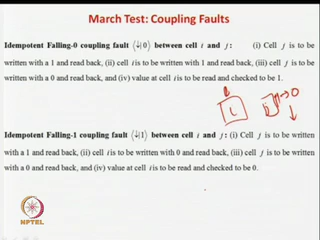 March Test: Coupling Faults
Idempotent Falling-0 coupling fault (↓|0) between cell i and j: (i) Cell j is to be
written with a 1 and read back, (ii) cell i is to be written with 1 and read back, (iii) cell j is to be
written with a 0 and read back, and (iv) value at cell i is to be read and checked to be 1.
Idempotent Falling-1 coupling fault (↓|1) between cell i and j: (i) Cell j is to be written
with a 1 and read back, (ii) cell i is to be written with 0 and read back, (iii) cell j is to be written
with a 0 and read back, and (iv) value at cell i is to be read and checked to be 0.
NPTEL